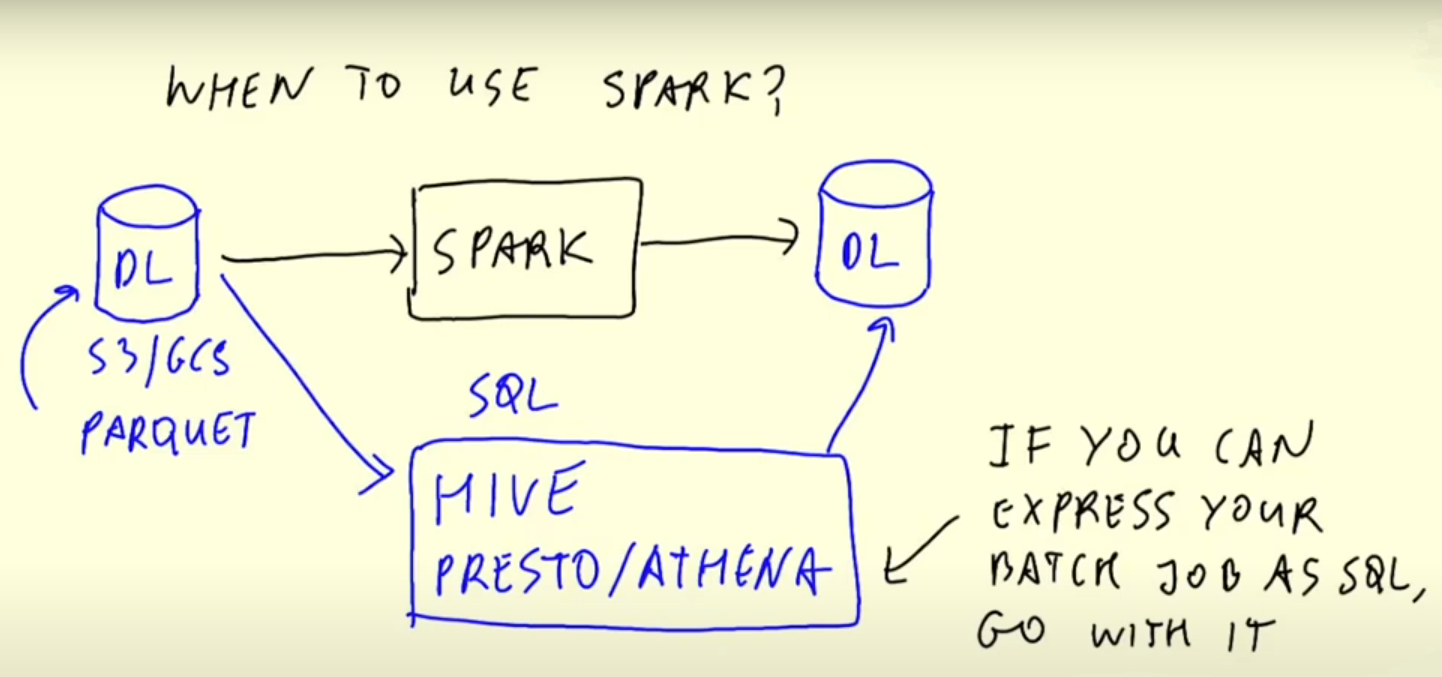 WHEN TO USE SPARK?
DL
SPARK
DL
S3/GCS
PARQUET
SQL
HIVE
PRESTO/ATHENA
IF YOU CAN
EXPRESS YOUR
BATCH JOB AS SQL,
GO WITH IT